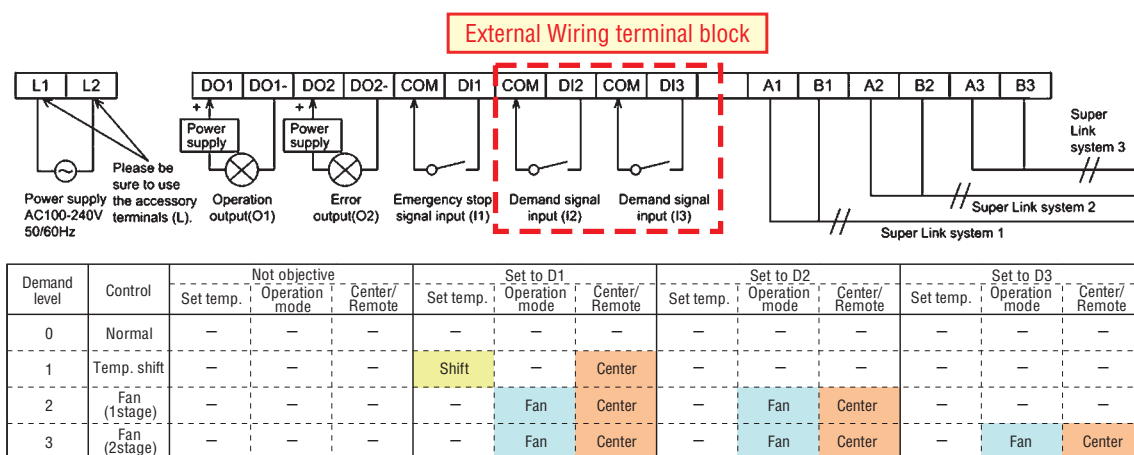 External Wiring terminal block
L1 L2 DO1 DO1- DO2 DO2- COM DI1 COM DI2 COM DI3 A1 B1 A2 B2 A3 B3
+ +
Power supply
Power supply
Power supply
AC100-240V
50/60Hz
Please be
sure to use
the accessory
terminals (L).
Operation
output(O1)
Error
output(O2)
Emergency stop
signal input (I1)
Demand signal
input (I2)
Demand signal
input (I3)
Super
Link
system 3
Super Link system 2
Super Link system 1
Demand level Control Not objective Set to D1 Set to D2 Set to D3
Set temp. Operation mode Center/Remote Set temp. Operation mode Center/Remote Set temp. Operation mode Center/Remote Set temp. Operation mode Center/Remote
0 Normal – – – – – – – – – – – –
1 Temp. shift – – – Shift – Center – – – – – –
2 Fan (1stage) – – – – Fan Center – Fan Center – – –
3 Fan (2stage) – – – – Fan Center – Fan Center – Fan Center